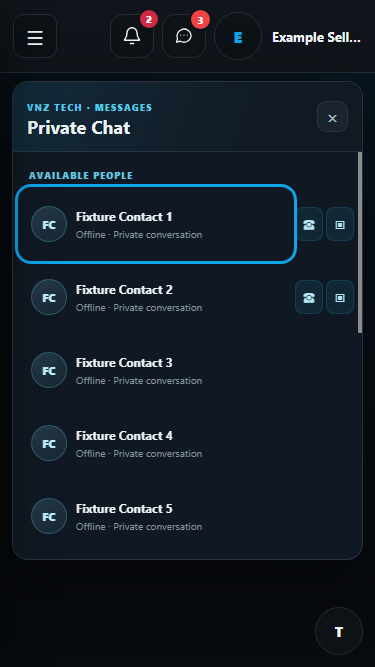 2
3
E
Example Sell...
VNZ TECH · MESSAGES
Private Chat
×
AVAILABLE PEOPLE
FC
Fixture Contact 1
Offline · Private conversation
FC
Fixture Contact 2
Offline · Private conversation
FC
Fixture Contact 3
Offline · Private conversation
FC
Fixture Contact 4
Offline · Private conversation
FC
Fixture Contact 5
Offline · Private conversation
T